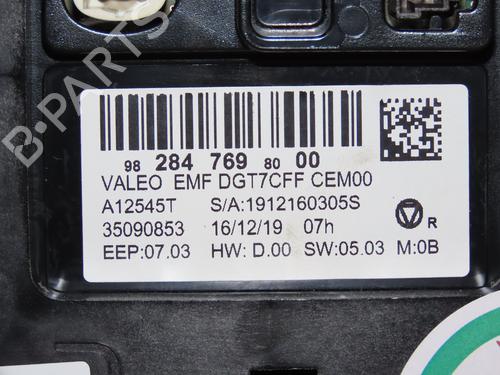 B-PARTS
98 284 769 80 00
VALEO EMF DGT7CFF CEM00
A12545T S/A:1912160305S
35090853 16/12/19 07h
EEP:07.03 HW: D.00 SW:05.03 M:0B
R